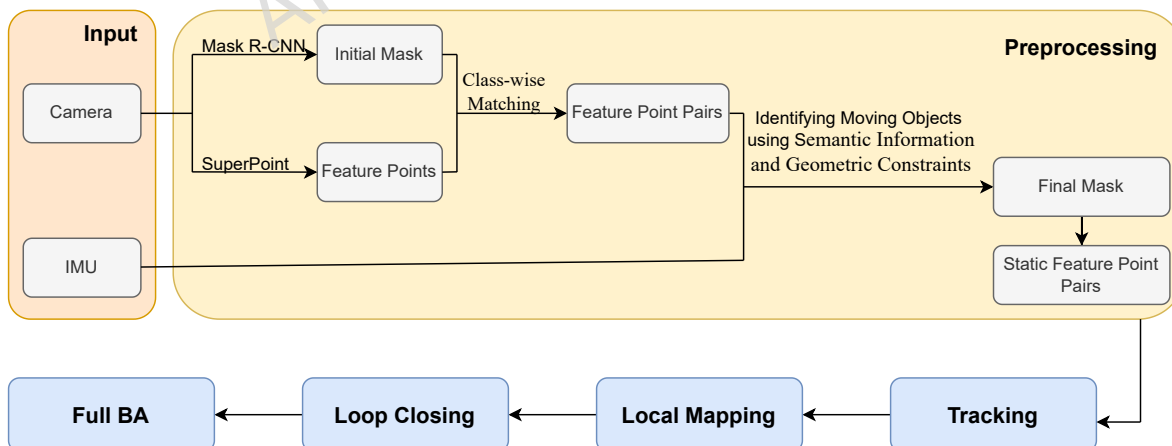 Input
Preprocessing
Mask R-CNN
Initial Mask
Camera
Class-wise
Matching
Feature Point Pairs
Identifying Moving Objects
using Semantic Information
and Geometric Constraints
SuperPoint
Feature Points
Final Mask
IMU
Static Feature Point
Pairs
Full BA
Loop Closing
Local Mapping
Tracking